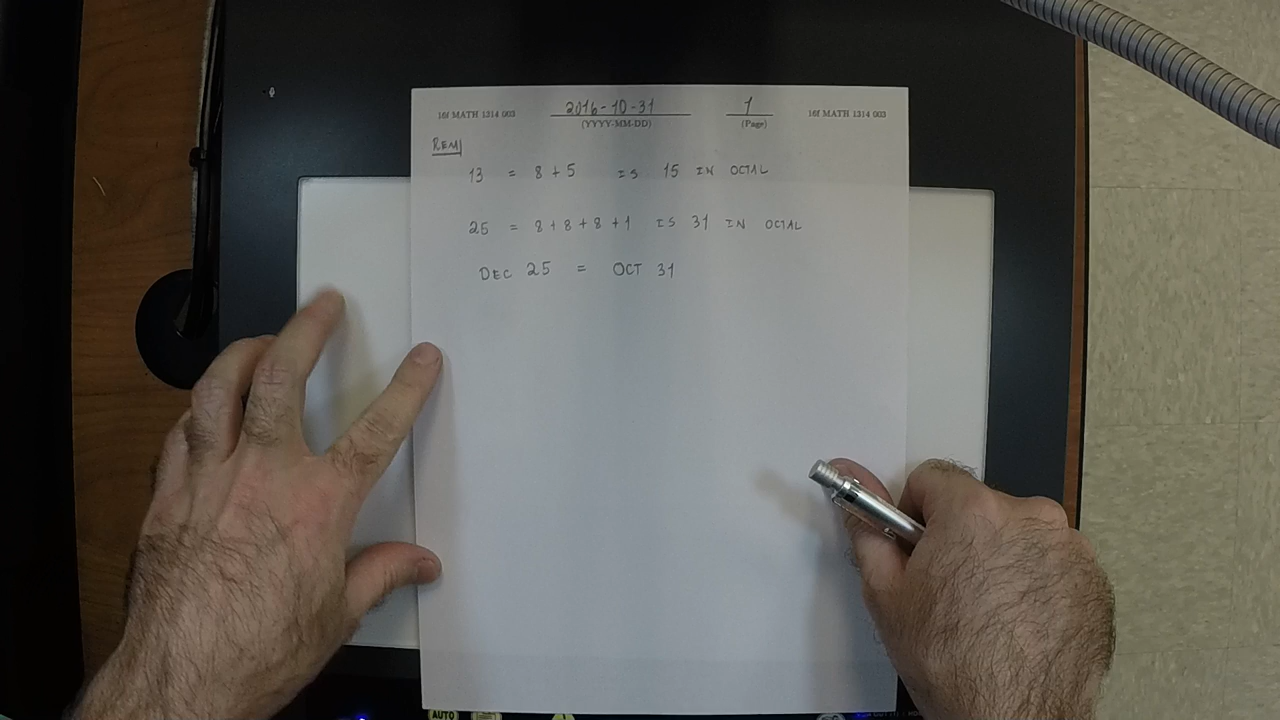 16f MATH 1314 003 2016-10-31 1 16f MATH 1314 003
(YYYY-MM-DD) (Page)
REM
13 = 8 + 5 IS 15 IN OCTAL
25 = 8 + 8 + 8 + 1 IS 31 IN OCTAL
DEC 25 = OCT 31
AUTO